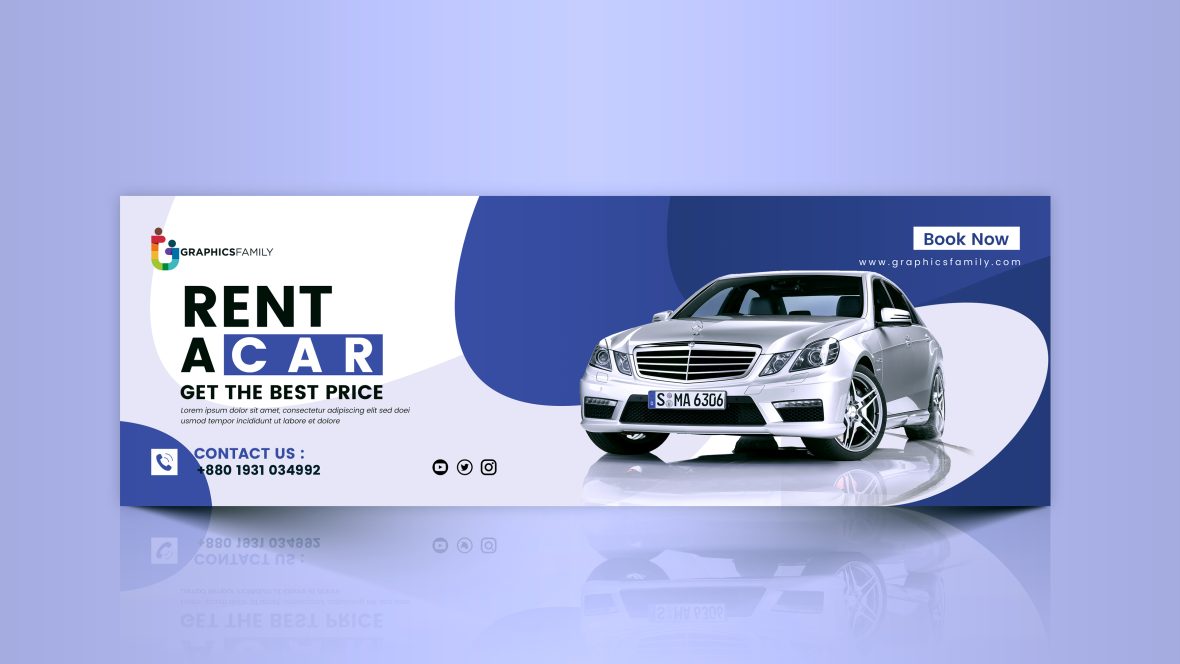 GRAPHICSFAMILY
RENT
A CAR
GET THE BEST PRICE
Lorem ipsum dolor sit amet, consectetur adipiscing elit sed doei
usmod tempor incididunt ut labore et dolore
CONTACT US :
+880 1931 034992
S MA 6306
www.graphicsfamily.com
Book Now